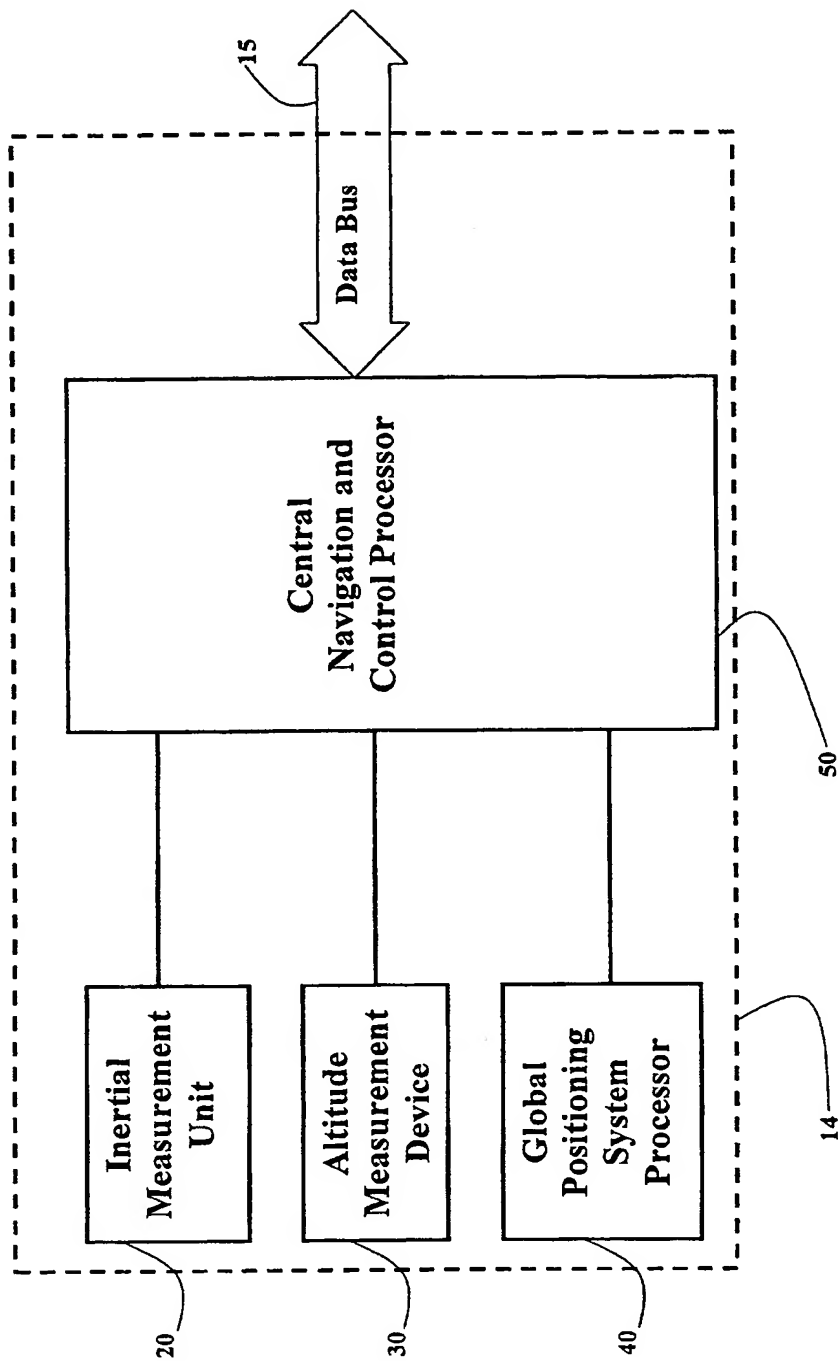 20
Inertial
Measurement
Unit
30
Altitude
Measurement
Device
40
Global
Positioning
System
Processor
Central
Navigation and
Control Processor
Data Bus
15
14
50